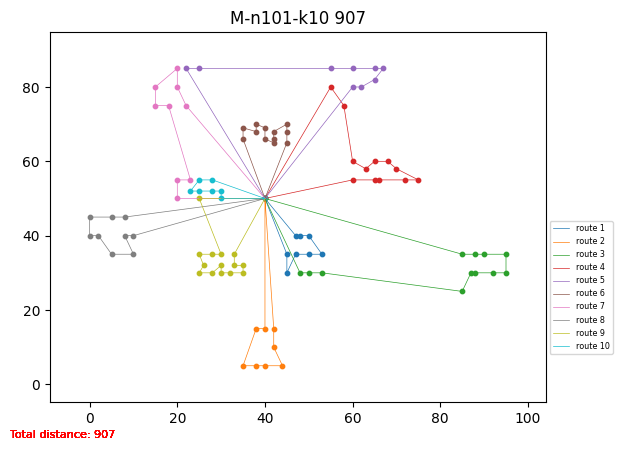 M-n101-k10 907
80
60
40
20
0
0
20
40
60
80
100
route 1
route 2
route 3
route 4
route 5
route 6
route 7
route 8
route 9
route 10
Total distance: 907